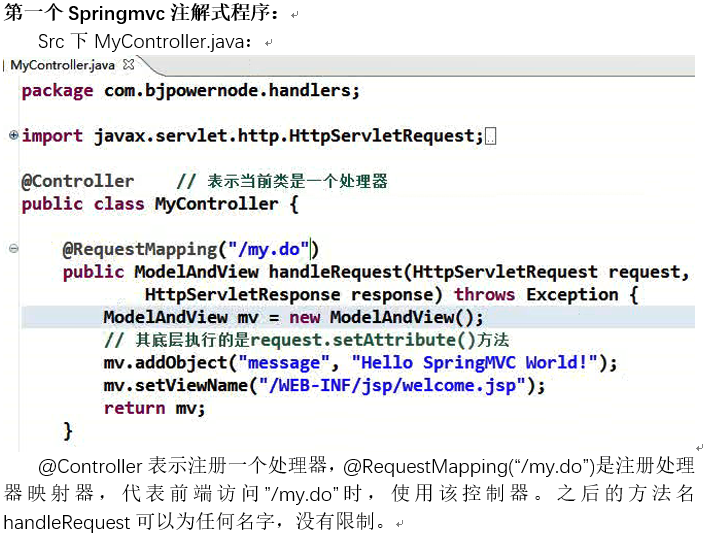 第一个 Springmvc 注解式程序：
Src 下 MyController.java：
MyController.java
package com.bjpowernode.handlers;
import javax.servlet.http.HttpServletRequest;
@Controller // 表示当前类是一个处理器
public class MyController {
@RequestMapping("/my.do")
public ModelAndView handleRequest(HttpServletRequest request,
HttpServletResponse response) throws Exception {
ModelAndView mv = new ModelAndView();
// 其底层执行的是request.setAttribute()方法
mv.addObject("message", "Hello SpringMVC World!");
mv.setViewName("/WEB-INF/jsp/welcome.jsp");
return mv;
}
@Controller 表示注册一个处理器，@RequestMapping(“/my.do”)是注册处理
器映射器，代表前端访问”/my.do”时，使用该控制器。之后的方法名
handleRequest 可以为任何名字，没有限制。